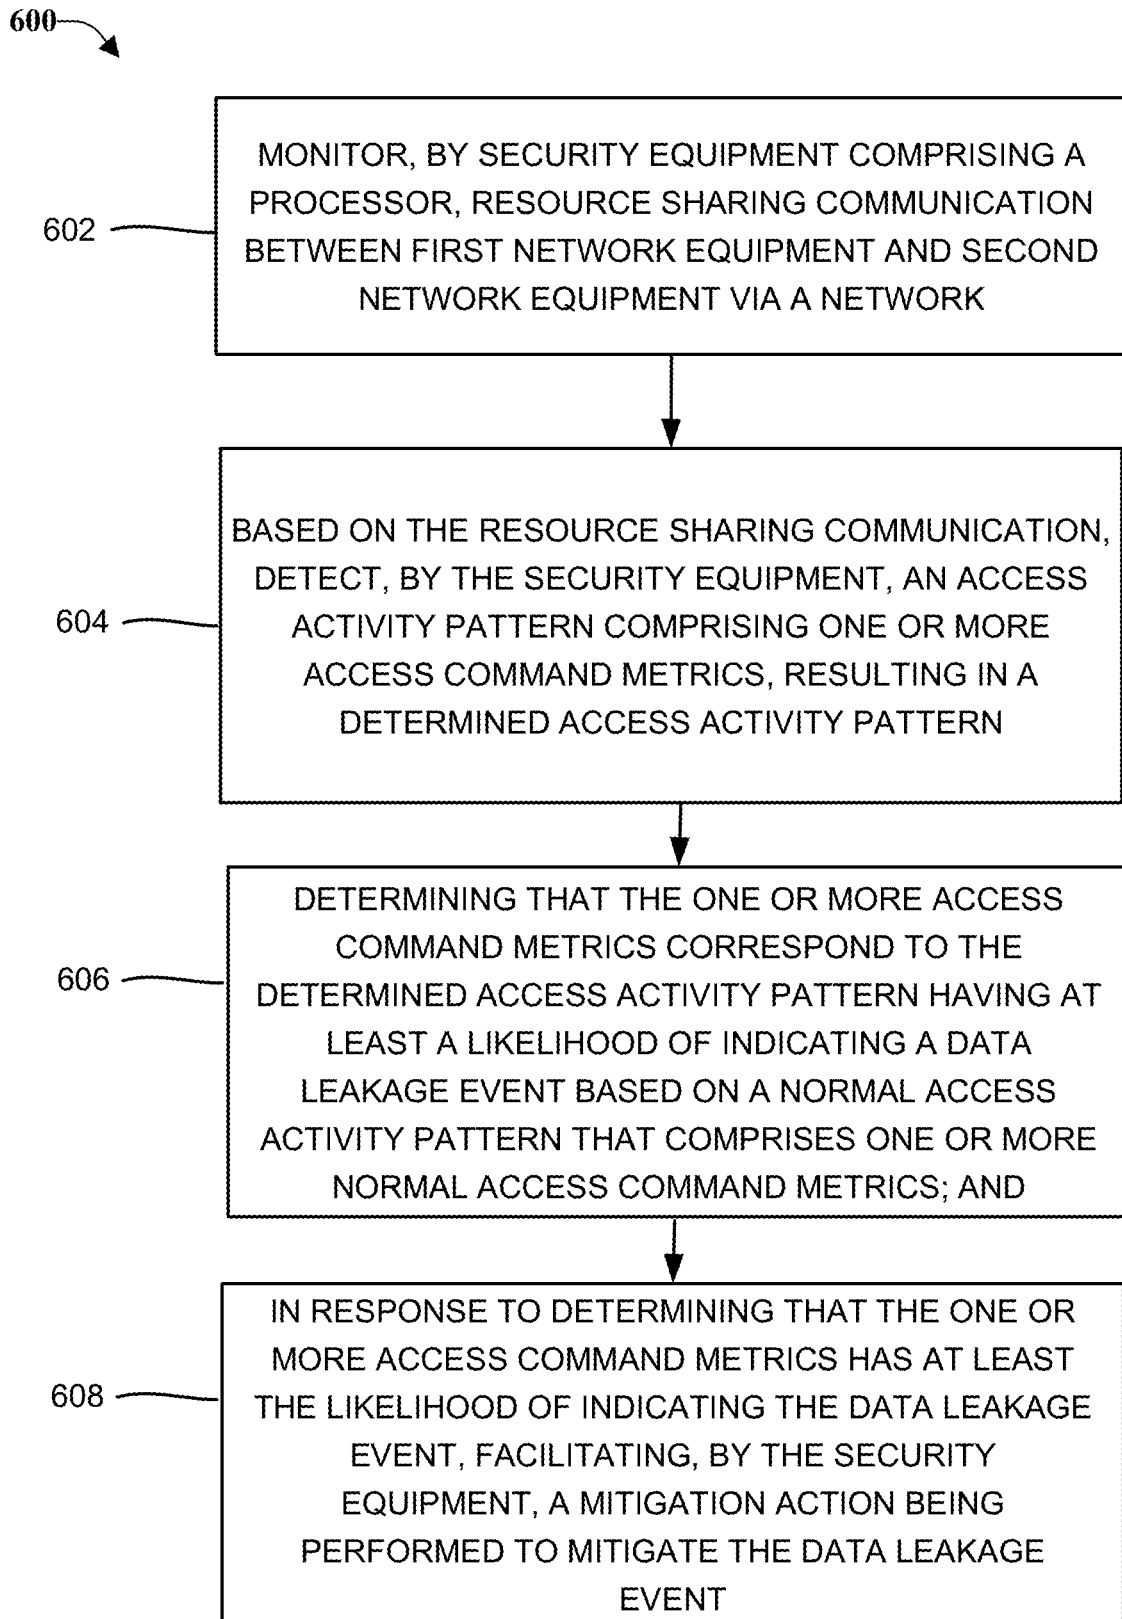 600
MONITOR, BY SECURITY EQUIPMENT COMPRISING A
PROCESSOR, RESOURCE SHARING COMMUNICATION
BETWEEN FIRST NETWORK EQUIPMENT AND SECOND
NETWORK EQUIPMENT VIA A NETWORK
602
BASED ON THE RESOURCE SHARING COMMUNICATION,
DETECT, BY THE SECURITY EQUIPMENT, AN ACCESS
ACTIVITY PATTERN COMPRISING ONE OR MORE
ACCESS COMMAND METRICS, RESULTING IN A
DETERMINED ACCESS ACTIVITY PATTERN
604
DETERMINING THAT THE ONE OR MORE ACCESS
COMMAND METRICS CORRESPOND TO THE
DETERMINED ACCESS ACTIVITY PATTERN HAVING AT
LEAST A LIKELIHOOD OF INDICATING A DATA
LEAKAGE EVENT BASED ON A NORMAL ACCESS
ACTIVITY PATTERN THAT COMPRISES ONE OR MORE
NORMAL ACCESS COMMAND METRICS; AND
606
IN RESPONSE TO DETERMINING THAT THE ONE OR
MORE ACCESS COMMAND METRICS HAS AT LEAST
THE LIKELIHOOD OF INDICATING THE DATA LEAKAGE
EVENT, FACILITATING, BY THE SECURITY
EQUIPMENT, A MITIGATION ACTION BEING
PERFORMED TO MITIGATE THE DATA LEAKAGE
EVENT
608